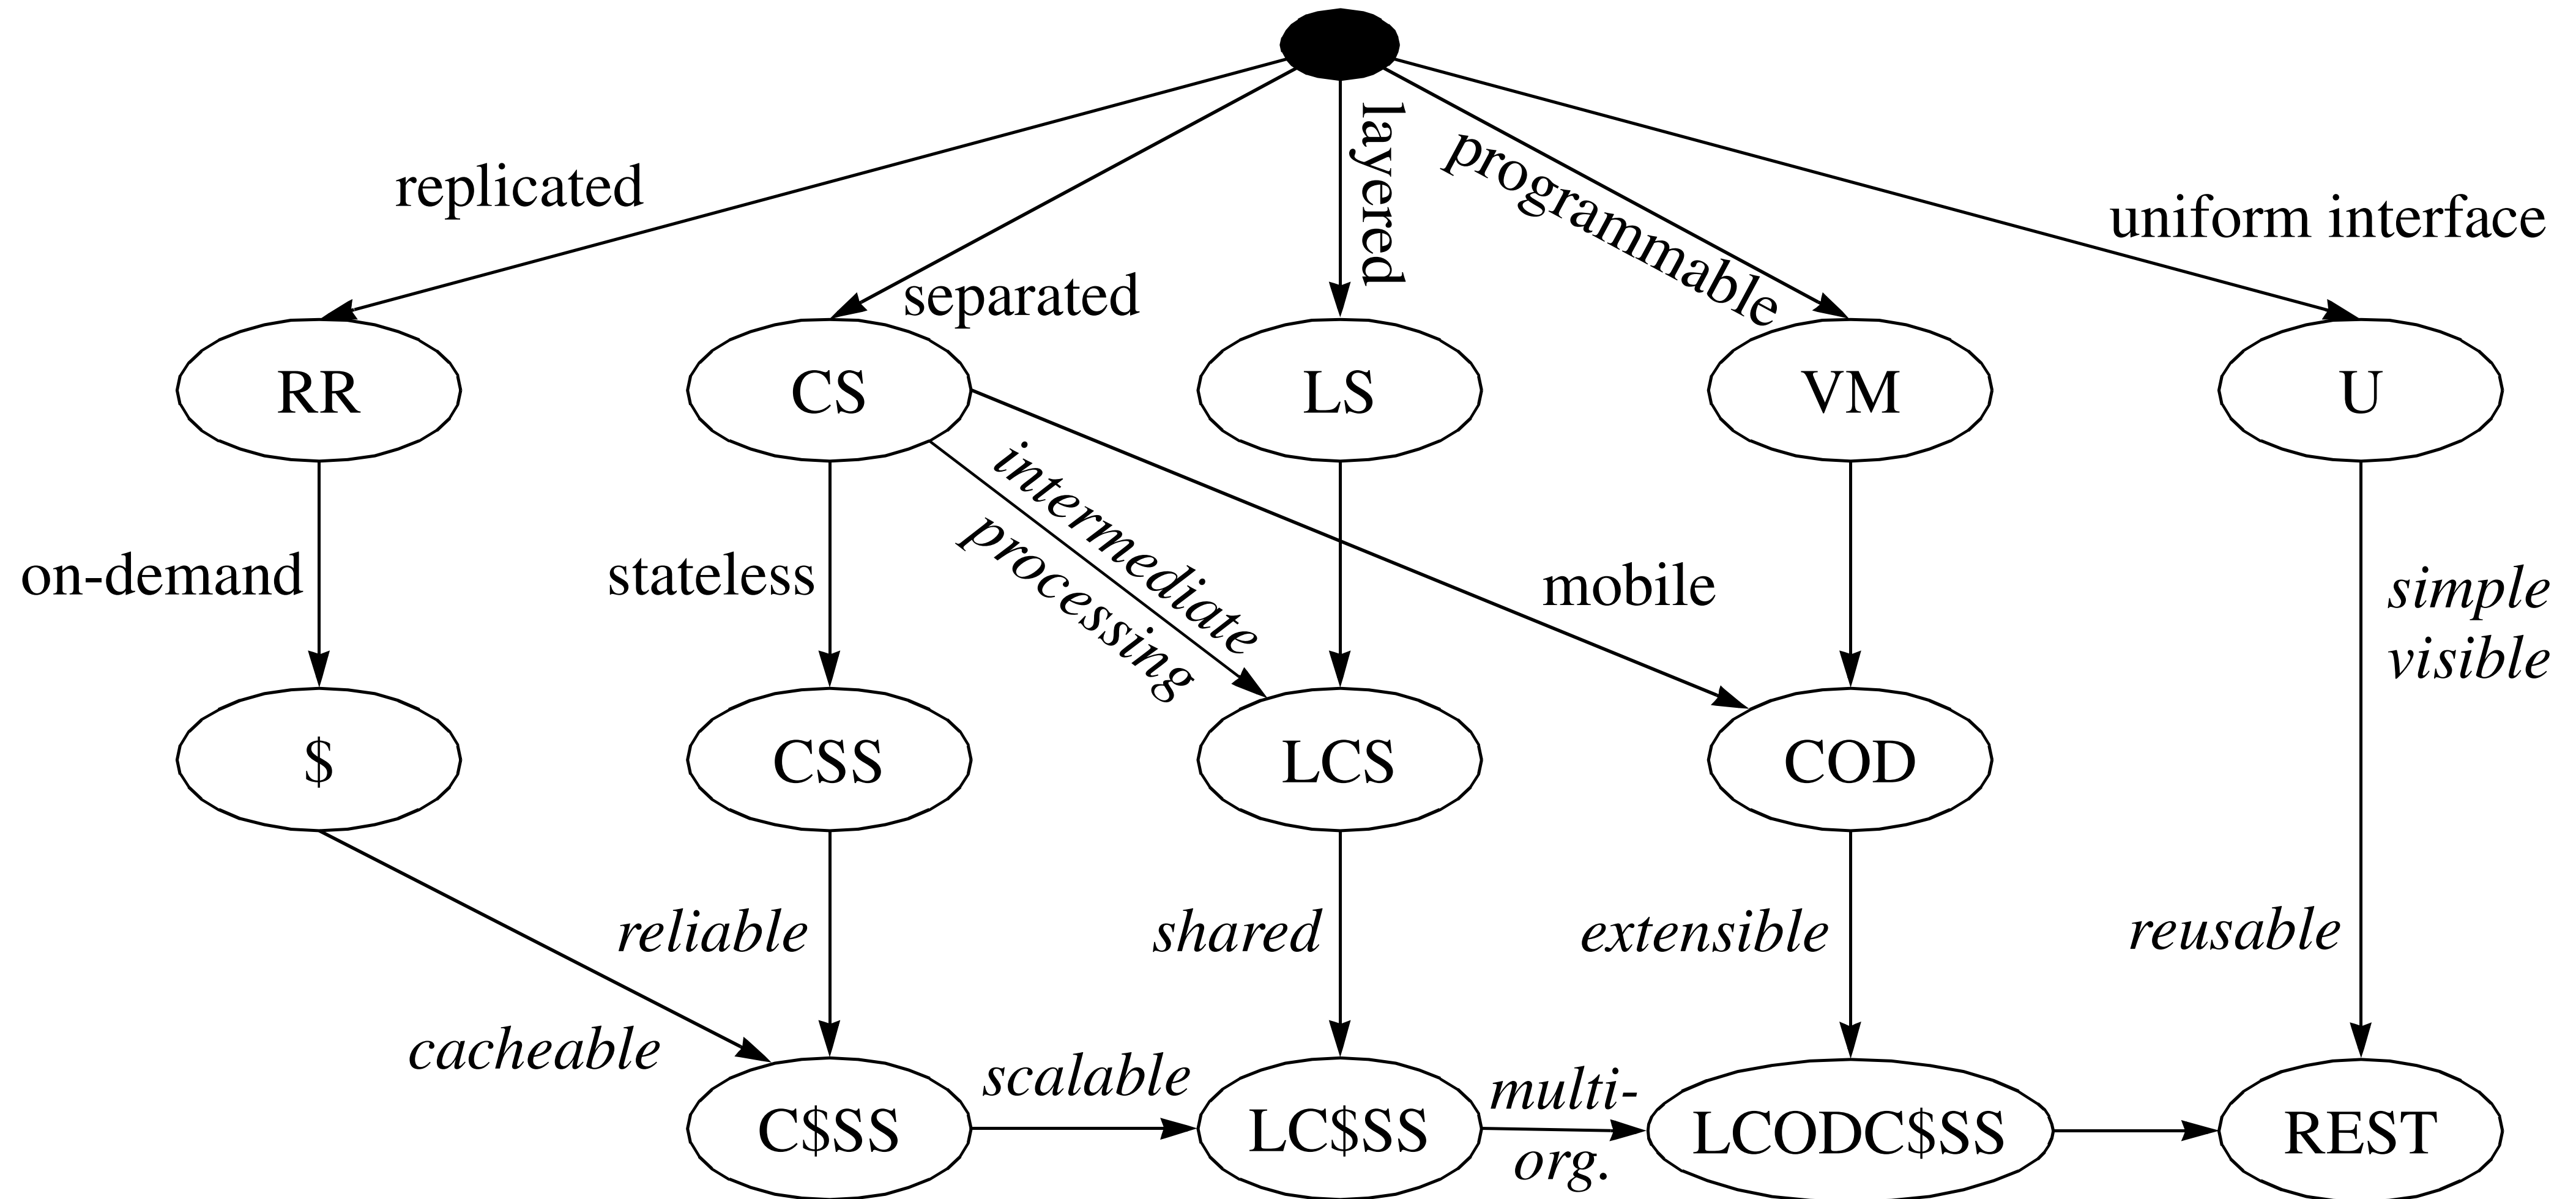 layered
programmable
replicated
uniform interface
separated
RR
CS
LS
VM
U
intermediate
processing
on-demand
stateless
mobile
simple
visible
$
CSS
LCS
COD
reliable
shared
extensible
reusable
cacheable
scalable
multi-
org.
C$SS
LC$SS
LCODC$SS
REST